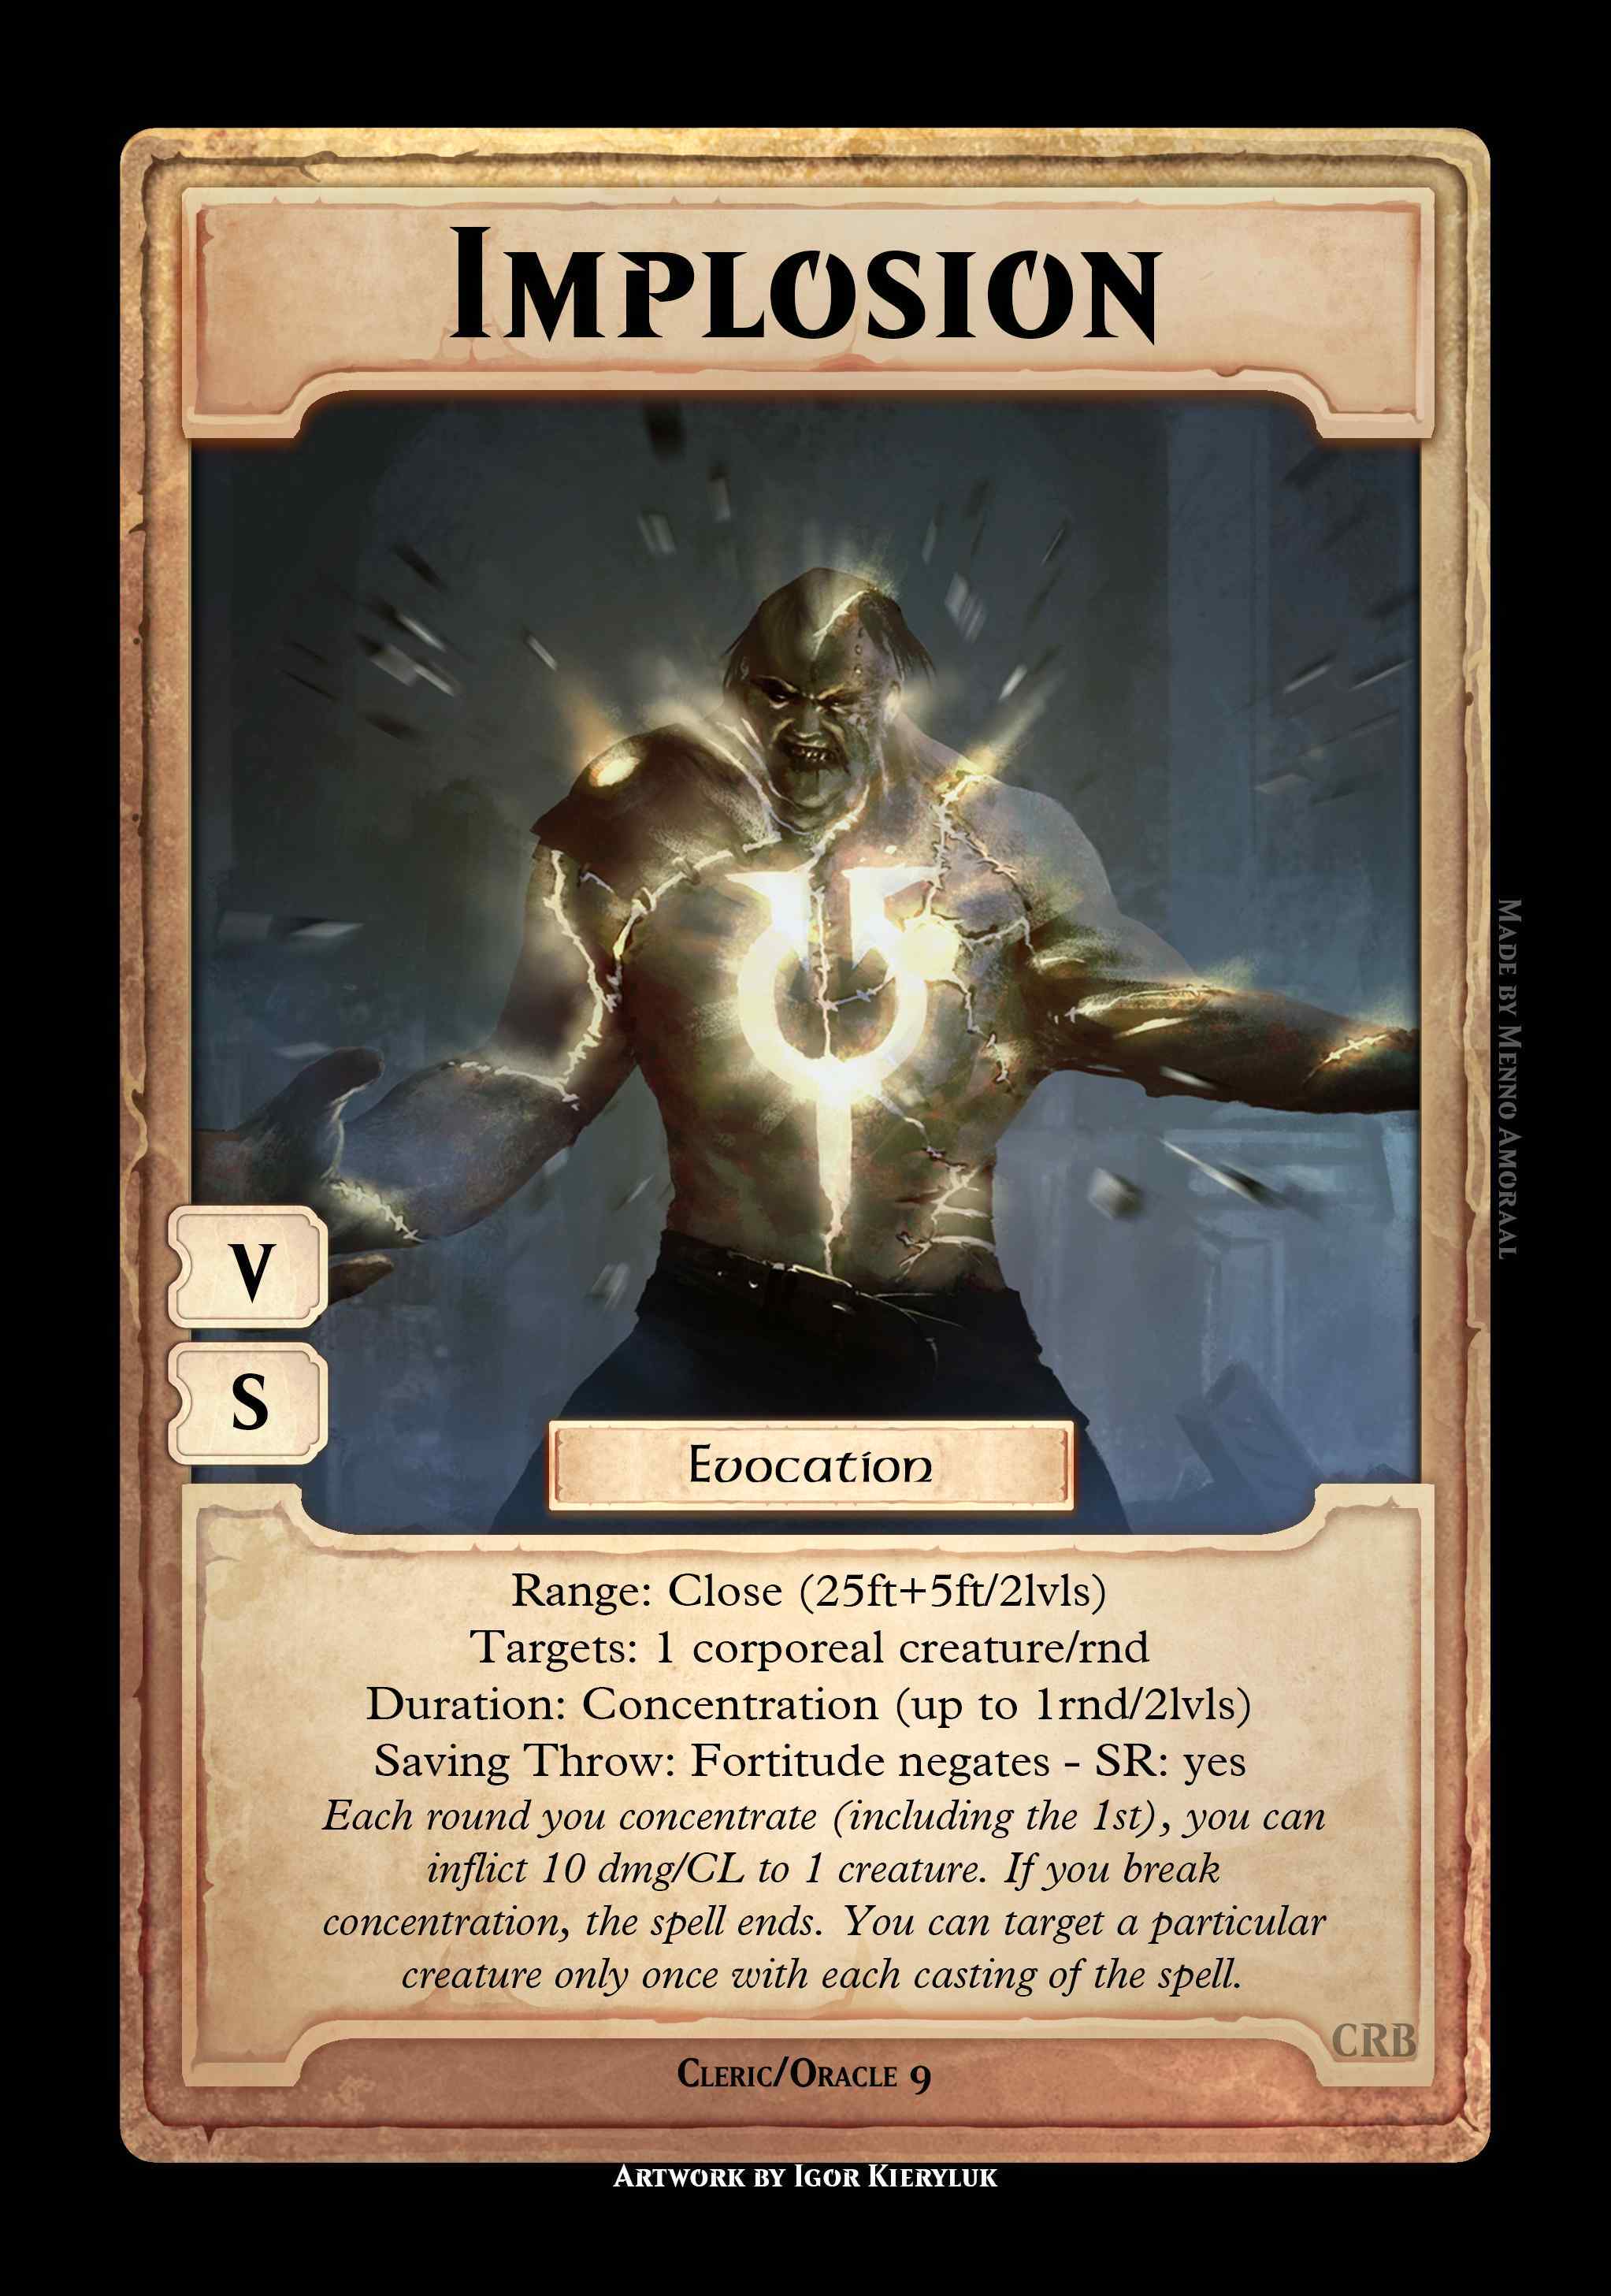 Implosion
Made by Menno Amoraal
V
S
Evocation
Range: Close (25ft+5ft/2lvls)
Targets: 1 corporeal creature/rnd
Duration: Concentration (up to 1rnd/2lvls)
Saving Throw: Fortitude negates - SR: yes
Each round you concentrate (including the 1st), you can
inflict 10 dmg/CL to 1 creature. If you break
concentration, the spell ends. You can target a particular
creature only once with each casting of the spell.
CRB
Cleric/Oracle 9
Artwork by Igor Kieryluk